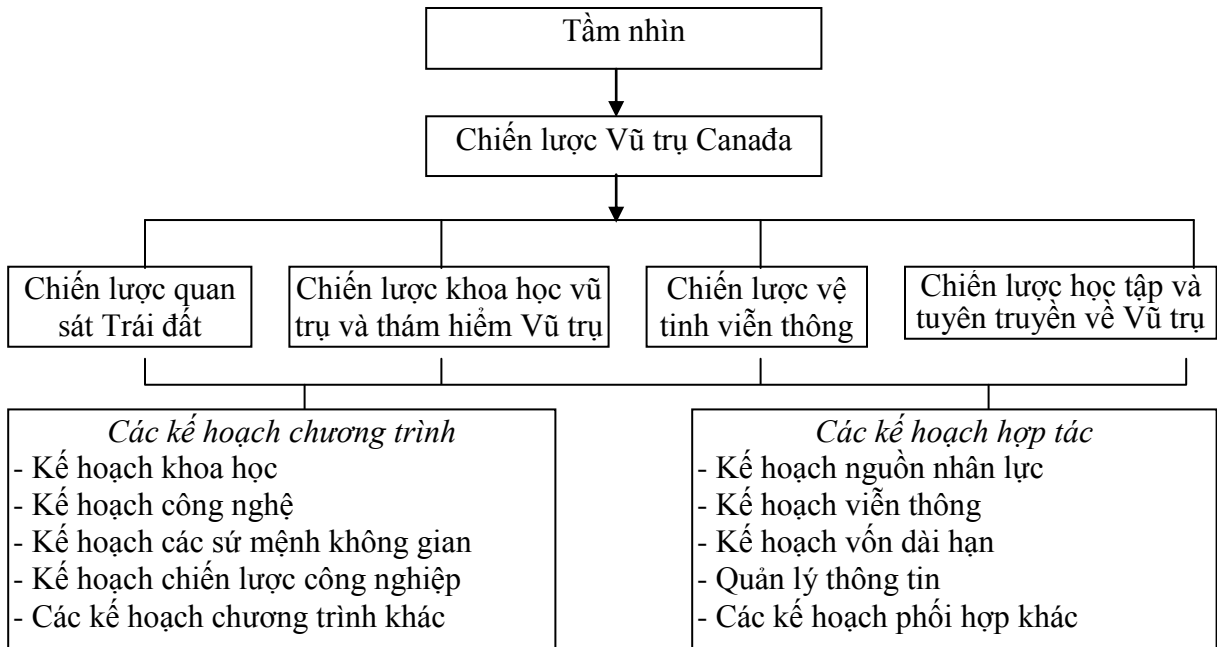 Tầm nhìn
Chiến lược Vũ trụ Canađa
Chiến lược quan
sát Trái đất
Chiến lược khoa học vũ
trụ và thám hiểm Vũ trụ
Chiến lược vệ
tinh viễn thông
Chiến lược học tập và
tuyên truyền về Vũ trụ
Các kế hoạch chương trình
- Kế hoạch khoa học
- Kế hoạch công nghệ
- Kế hoạch các sứ mệnh không gian
- Kế hoạch chiến lược công nghiệp
- Các kế hoạch chương trình khác
Các kế hoạch hợp tác
- Kế hoạch nguồn nhân lực
- Kế hoạch viễn thông
- Kế hoạch vốn dài hạn
- Quản lý thông tin
- Các kế hoạch phối hợp khác